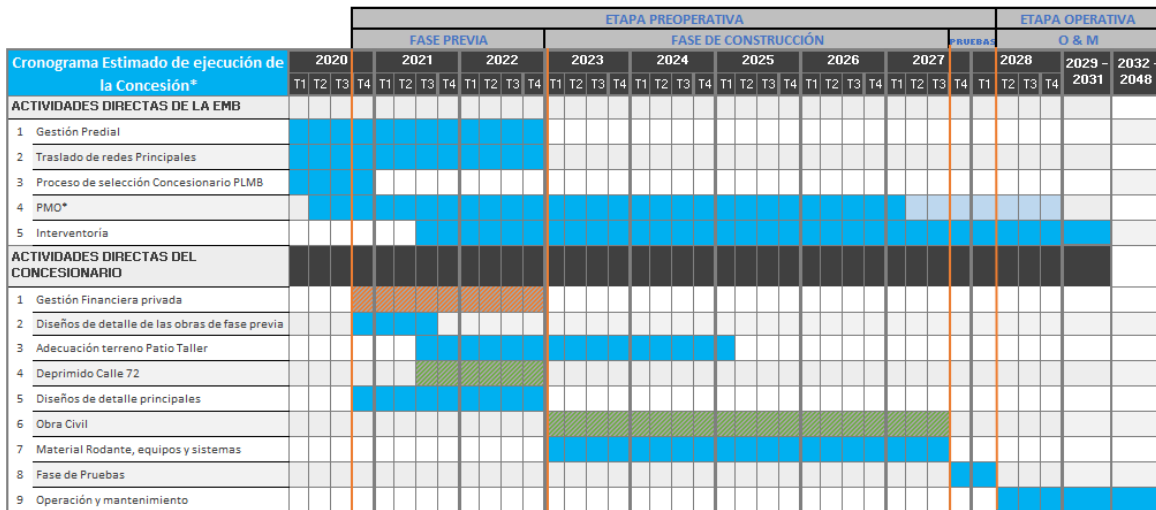 ETAPA PREOPERATIVA ETAPA OPERATIVA
FASE PREVIA FASE DE CONSTRUCCIÓN PRUEBAS O & M
Cronograma Estimado de ejecución de la Concesión* 2020 2021 2022 2023 2024 2025 2026 2027 2028 2029 - 2031 2032 - 2048
T1 T2 T3 T4 T1 T2 T3 T4 T1 T2 T3 T4 T1 T2 T3 T4 T1 T2 T3 T4 T1 T2 T3 T4 T1 T2 T3 T4 T1 T2 T3 T4 T1 T2 T3 T4
ACTIVIDADES DIRECTAS DE LA EMB
1 Gestión Predial
2 Traslado de redes Principales
3 Proceso de selección Concesionario PLMB
4 PMO*
5 Interventoría
ACTIVIDADES DIRECTAS DEL
CONCESIONARIO
1 Gestión Financiera privada
2 Diseños de detalle de las obras de fase previa
3 Adecuación terreno Patio Taller
4 Deprimido Calle 72
5 Diseños de detalle principales
6 Obra Civil
7 Material Rodante, equipos y sistemas
8 Fase de Pruebas
9 Operación y mantenimiento